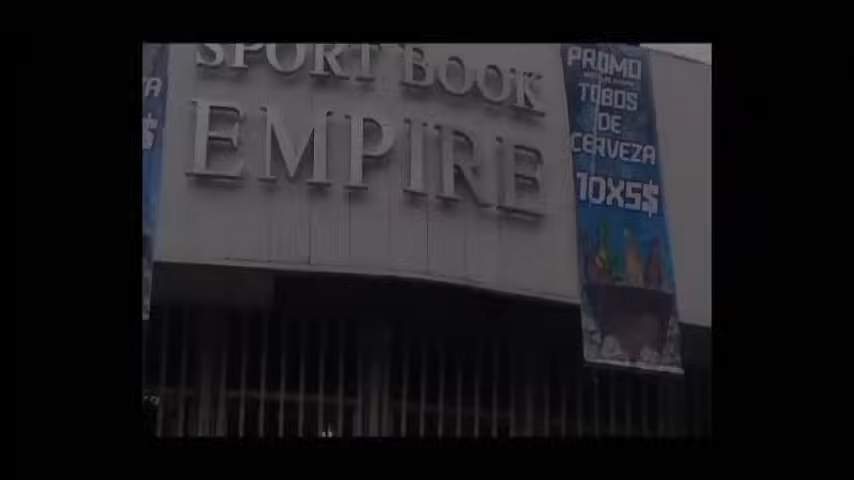 SPORT BOOK
EMPIRE
PROMO
TOBOS
DE
CERVEZA
10X5$